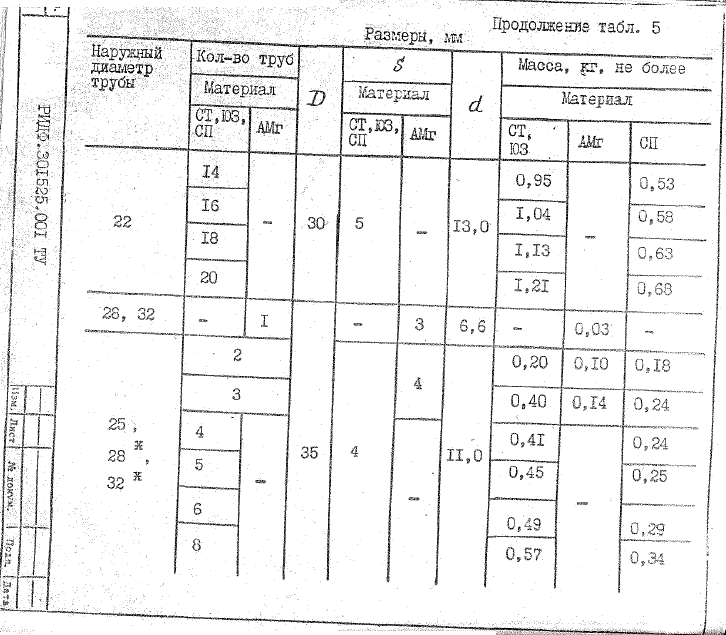 Продолжение табл. 5
Размеры, мм
Наружный диаметр трубы | Кол-во труб | D | S | d | Масса, кг, не более
Материал | Материал | Материал
СТ, ЮЗ, СП | АМг | СТ, ЮЗ, СП | АМг | СТ, ЮЗ | АМг | СП
22 | I4 | – | 30 | 5 | – | I3,0 | 0,95 | – | 0,53
I6 | I,04 | 0,58
I8 | I,I3 | 0,63
20 | I,2I | 0,68
28, 32 | – | I | – | 3 | 6,6 | – | 0,03 | –
25, 28 ж, 32 ж | 2 | 35 | 4 | 4 | II,0 | 0,20 | 0,I0 | 0,I8
3 | 0,40 | 0,I4 | 0,24
4 | – | – | 0,4I | – | 0,24
5 | 0,45 | 0,25
6 | 0,49 | 0,29
8 | 0,57 | 0,34
РИДФ.30I525.00I ТУ
Изм. Лист № докум. Подп. Дата